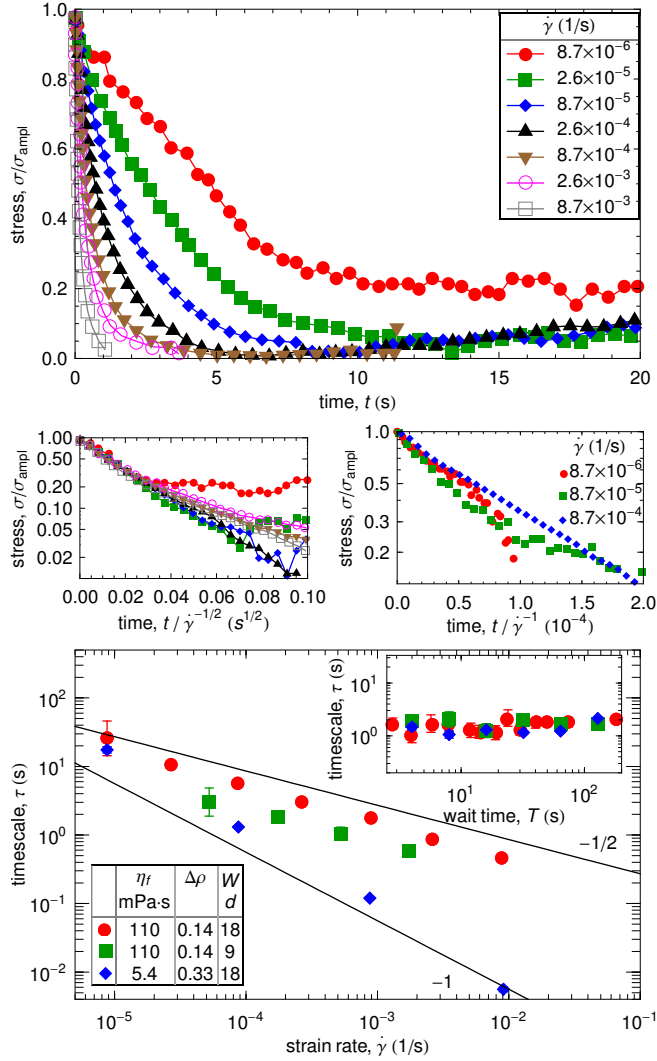 1.0
0.8
0.6
0.4
0.2
0.0
stress, σ/σampl
γ̇ (1/s)
8.7×10⁻⁶
2.6×10⁻⁵
8.7×10⁻⁵
2.6×10⁻⁴
8.7×10⁻⁴
2.6×10⁻³
8.7×10⁻³
0 5 10 15 20
time, t (s)
1.00
0.50
0.20
0.10
0.05
0.02
stress, σ/σampl
0.00 0.02 0.04 0.06 0.08 0.10
time, t / γ̇⁻¹/² (s¹/²)
1.0
0.5
0.3
0.2
stress, σ/σampl
γ̇ (1/s)
8.7×10⁻⁶
8.7×10⁻⁵
8.7×10⁻⁴
0.0 0.5 1.0 1.5 2.0
time, t / γ̇⁻¹ (10⁻⁴)
10²
10¹
10⁰
10⁻¹
10⁻²
timescale, τ (s)
10¹
10⁰
timescale, τ (s)
10¹ 10²
wait time, T (s)
−1/2
−1
ηf Δρ W
mPa·s d
110 0.14 18
110 0.14 9
5.4 0.33 18
10⁻⁵ 10⁻⁴ 10⁻³ 10⁻² 10⁻¹
strain rate, γ̇ (1/s)